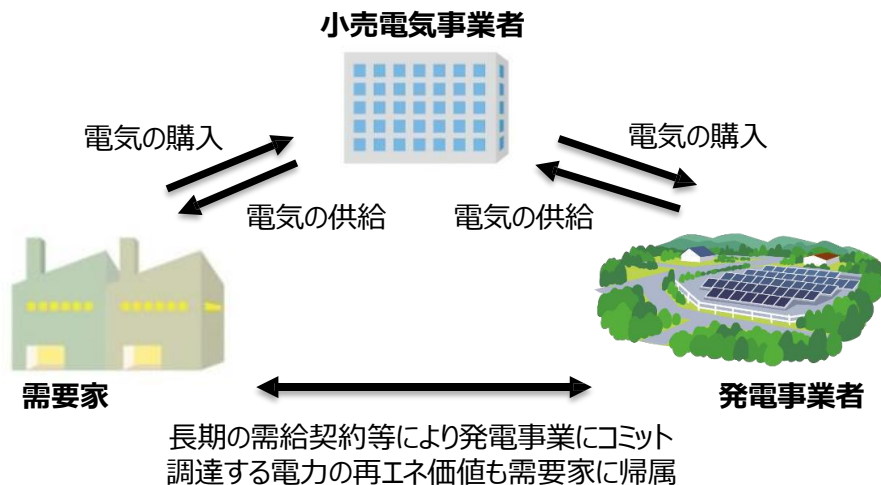 小売電気事業者
電気の購入
電気の購入
電気の供給
電気の供給
需要家
発電事業者
長期の需給契約等により発電事業にコミット
調達する電力の再エネ価値も需要家に帰属